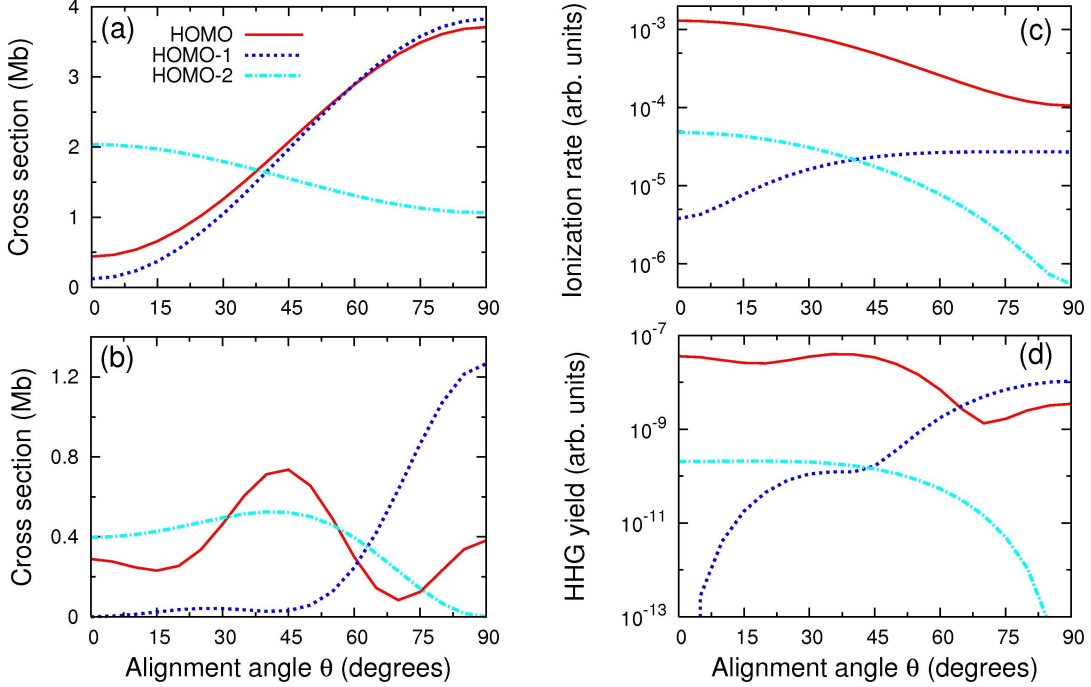 (a)
HOMO
HOMO-1
HOMO-2
Cross section (Mb)
4
3
2
1
0
0 15 30 45 60 75 90
(c)
Ionization rate (arb. units)
10-3
10-4
10-5
10-6
0 15 30 45 60 75 90
(b)
Cross section (Mb)
1.2
0.8
0.4
0
0 15 30 45 60 75 90
Alignment angle θ (degrees)
(d)
HHG yield (arb. units)
10-7
10-9
10-11
10-13
0 15 30 45 60 75 90
Alignment angle θ (degrees)